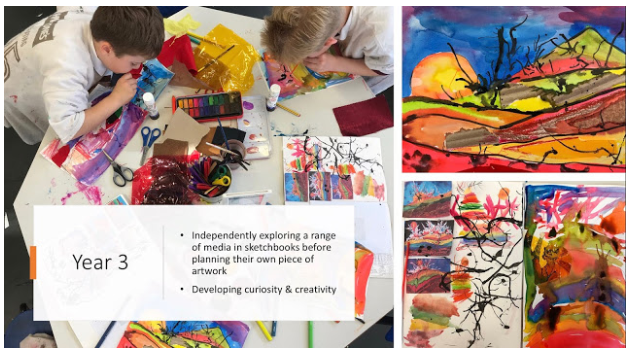 Year 3
• Independently exploring a range
of media in sketchbooks before
planning their own piece of
artwork
• Developing curiosity & creativity